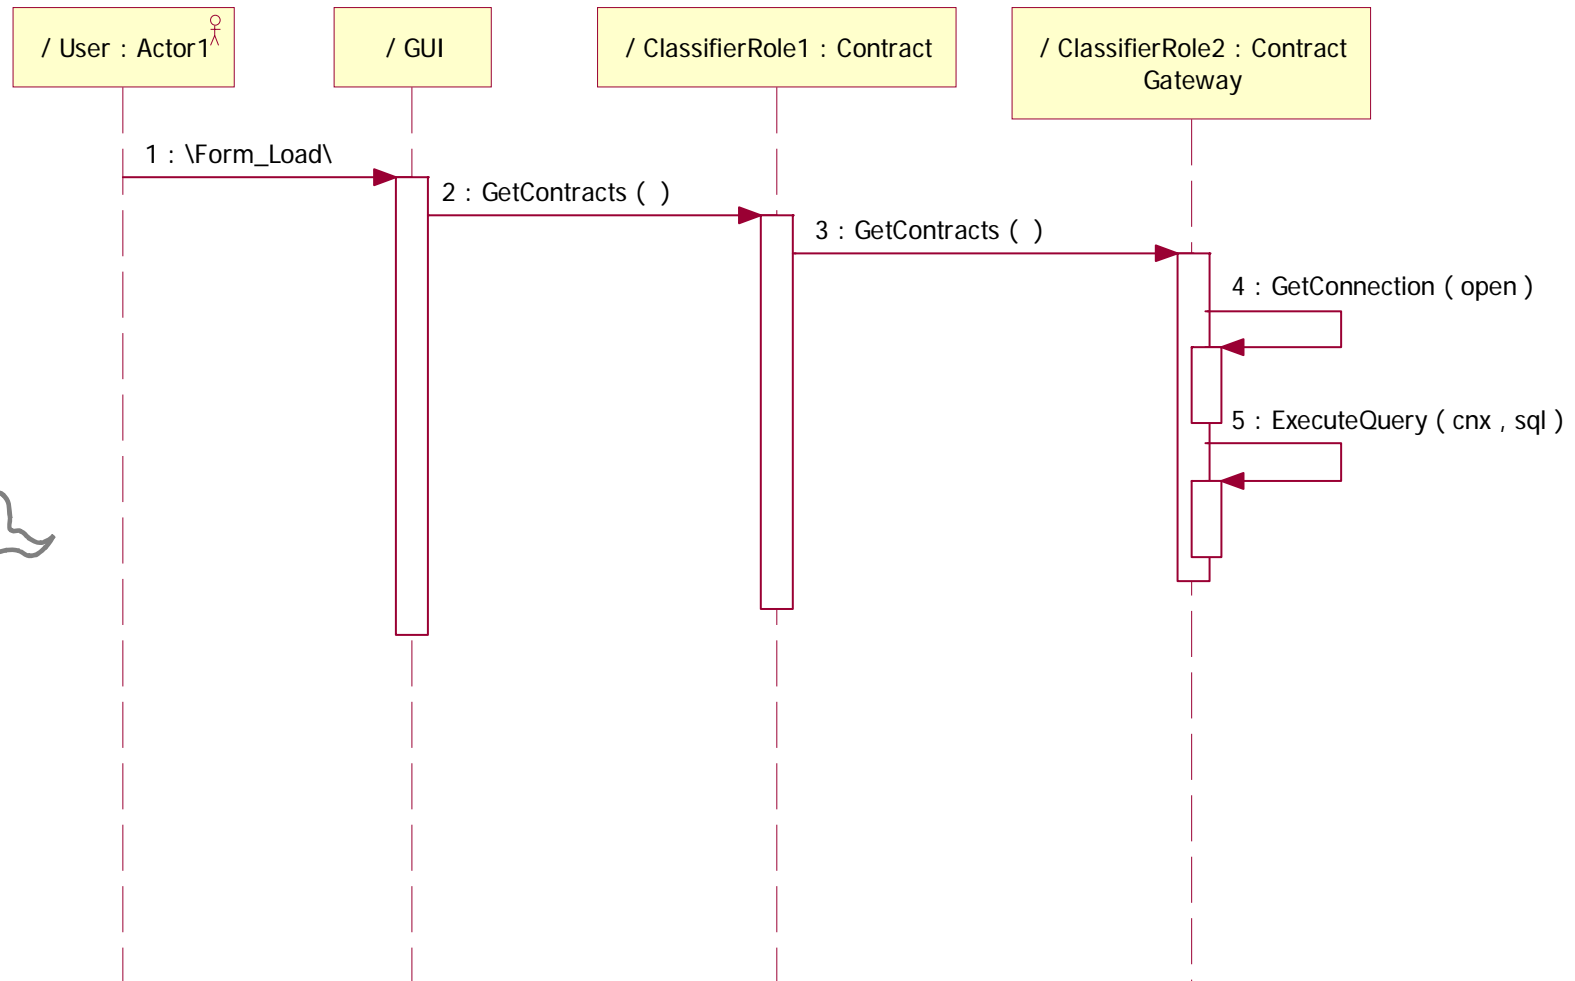 / User : Actor1
/ GUI
/ ClassifierRole1 : Contract
/ ClassifierRole2 : Contract
Gateway
1 : \Form_Load\
2 : GetContracts ( )
3 : GetContracts ( )
4 : GetConnection ( open )
5 : ExecuteQuery ( cnx , sql )